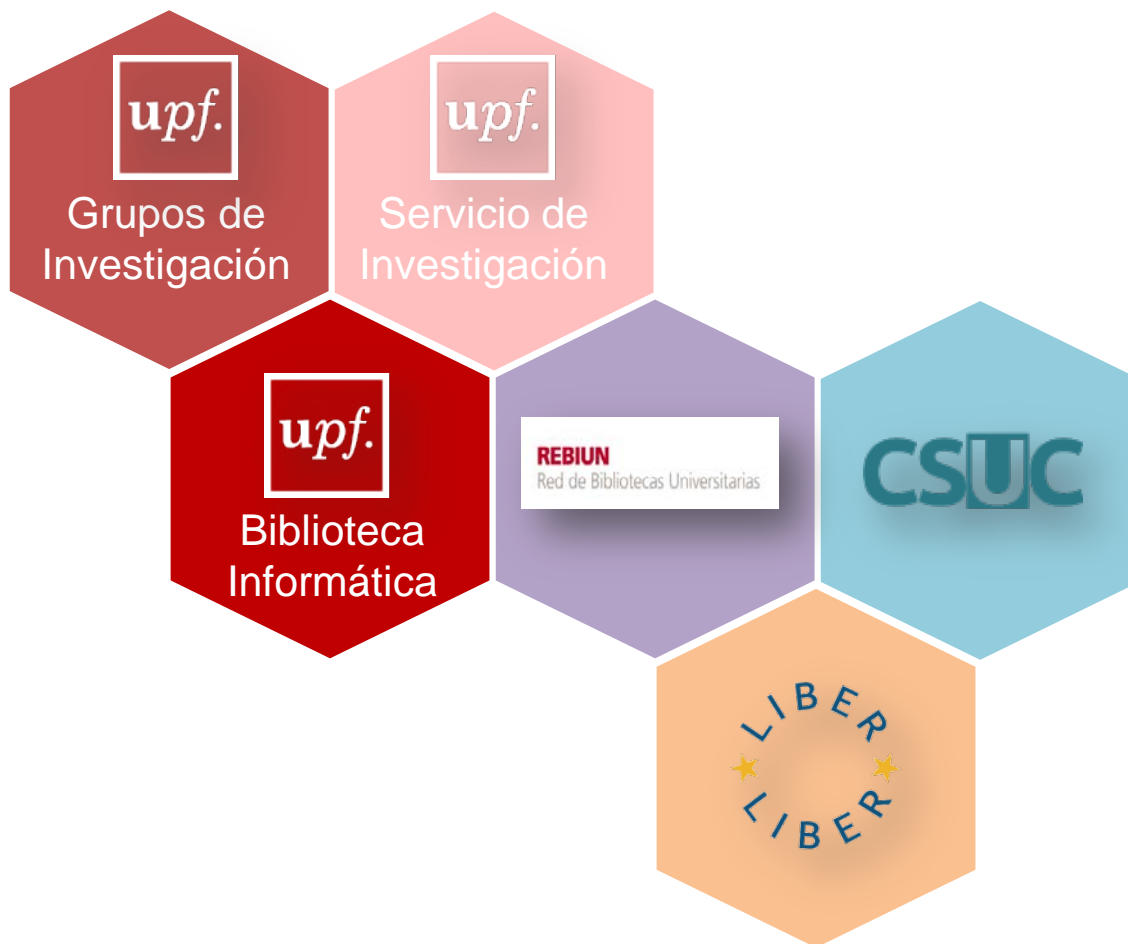 upf.
Grupos de
Investigación
upf.
Servicio de
Investigación
upf.
Biblioteca
Informática
REBIUN
Red de Bibliotecas Universitarias
CSUC
LIBER
LIBER